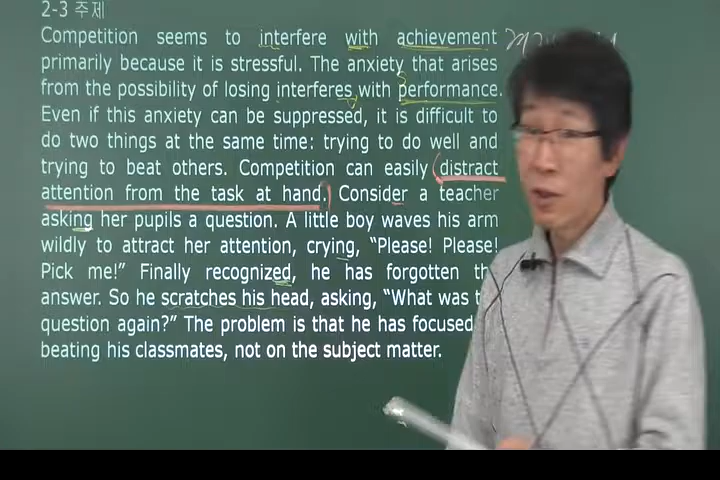 2-3 주제
Competition seems to interfere with achievement
primarily because it is stressful. The anxiety that arises
from the possibility of losing interferes with performance.
Even if this anxiety can be suppressed, it is difficult to
do two things at the same time: trying to do well and
trying to beat others. Competition can easily distract
attention from the task at hand. Consider a teacher
asking her pupils a question. A little boy waves his arm
wildly to attract her attention, crying, “Please! Please!
Pick me!” Finally recognized, he has forgotten
answer. So he scratches his head, asking, “What was
question again?” The problem is that he has focused
beating his classmates, not on the subject matter.